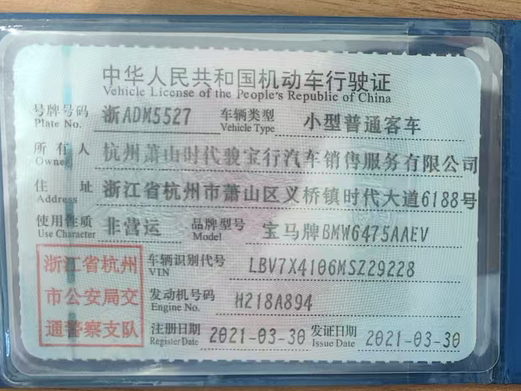 中华人民共和国机动车行驶证
Vehicle License of the People's Republic of China
号牌号码 浙ADM5527 车辆类型 小型普通客车
Plate No. Vehicle Type
所有人 杭州萧山时代骏宝行汽车销售服务有限公司
Owner
住址 浙江省杭州市萧山区义桥镇时代大道6188号
Address
使用性质 非营运 品牌型号 宝马牌BMW6475AAEV
Use Character Model
浙江省杭州
市公安局交
通警察支队
车辆识别代号 LBV7X4106MSZ29228
VIN
发动机号码 H218A894
Engine No.
注册日期 2021-03-30 发证日期 2021-03-30
Register Date Issue Date